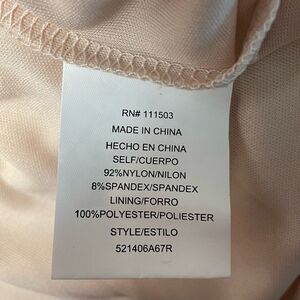 RN# 111503
MADE IN CHINA
HECHO EN CHINA
SELF/CUERPO
92%NYLON/NILON
8%SPANDEX/SPANDEX
LINING/FORRO
100%POLYESTER/POLIESTER
STYLE/ESTILO
521406A67R